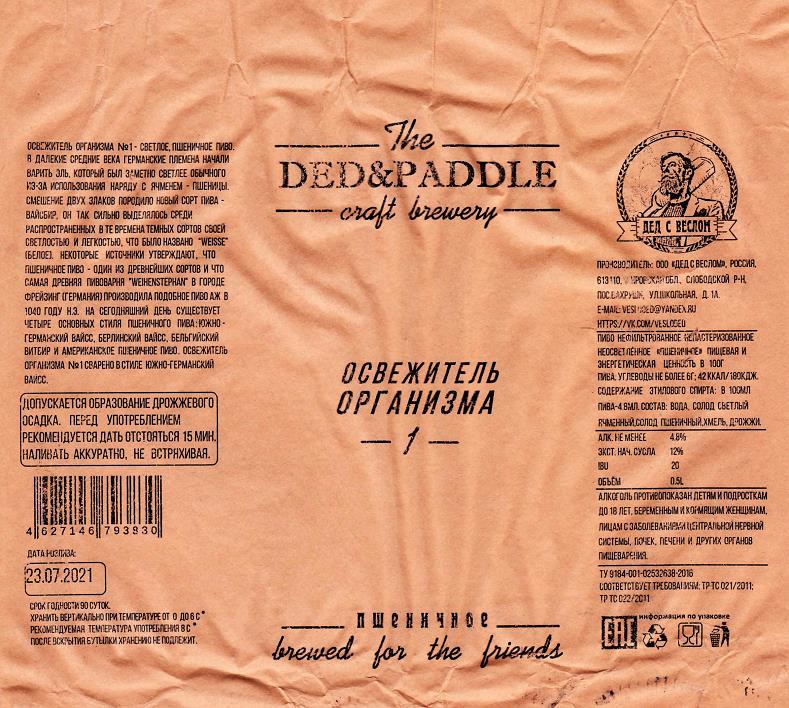 ОСВЕЖИТЕЛЬ ОРГАНИЗМА №1 - СВЕТЛОЕ, ПШЕНИЧНОЕ ПИВО.
В ДАЛЕКИЕ СРЕДНИЕ ВЕКА ГЕРМАНСКИЕ ПЛЕМЕНА НАЧАЛИ
ВАРИТЬ ЭЛЬ, КОТОРЫЙ БЫЛ ЗАМЕТНО СВЕТЛЕЕ ОБЫЧНОГО
ИЗ-ЗА ИСПОЛЬЗОВАНИЯ НАРЯДУ С ЯЧМЕНЕМ - ПШЕНИЦЫ.
СМЕШЕНИЕ ДВУХ ЗЛАКОВ ПОРОДИЛО НОВЫЙ СОРТ ПИВА -
ВАЙСБИР, ОН ТАК СИЛЬНО ВЫДЕЛЯЛОСЬ СРЕДИ
РАСПРОСТРАНЕННЫХ В ТЕ ВРЕМЕНА ТЕМНЫХ СОРТОВ СВОЕЙ
СВЕТЛОСТЬЮ И ЛЕГКОСТЬЮ, ЧТО БЫЛО НАЗВАНО "WEISSE"
(БЕЛОЕ). НЕКОТОРЫЕ ИСТОЧНИКИ УТВЕРЖДАЮТ, ЧТО
ПШЕНИЧНОЕ ПИВО - ОДИН ИЗ ДРЕВНЕЙШИХ СОРТОВ И ЧТО
САМАЯ ДРЕВНЯЯ ПИВОВАРНЯ "WEIHENSTEPHAN" В ГОРОДЕ
ФРЕЙЗИНГ (ГЕРМАНИЯ) ПРОИЗВОДИЛА ПОДОБНОЕ ПИВО АЖ В
1040 ГОДУ Н.Э. НА СЕГОДНЯШНИЙ ДЕНЬ СУЩЕСТВУЕТ
ЧЕТЫРЕ ОСНОВНЫХ СТИЛЯ ПШЕНИЧНОГО ПИВА: ЮЖНО-
ГЕРМАНСКИЙ ВАЙСС, БЕРЛИНСКИЙ ВАЙСС, БЕЛЬГИЙСКИЙ
ВИТБИР И АМЕРИКАНСКОЕ ПШЕНИЧНОЕ ПИВО. ОСВЕЖИТЕЛЬ
ОРГАНИЗМА №1 СВАРЕНО В СТИЛЕ ЮЖНО-ГЕРМАНСКИЙ
ВАЙСС.
ДОПУСКАЕТСЯ ОБРАЗОВАНИЕ ДРОЖЖЕВОГО
ОСАДКА. ПЕРЕД УПОТРЕБЛЕНИЕМ
РЕКОМЕНДУЕТСЯ ДАТЬ ОТСТОЯТЬСЯ 15 МИН.
НАЛИВАТЬ АККУРАТНО, НЕ ВСТРЯХИВАЯ.
4 627146 793930
ДАТА РОЗЛИВА:
23.07.2021
СРОК ГОДНОСТИ 90 СУТОК.
ХРАНИТЬ ВЕРТИКАЛЬНО ПРИ ТЕМПЕРАТУРЕ ОТ 0 ДО 6 С°
РЕКОМЕНДУЕМАЯ ТЕМПЕРАТУРА УПОТРЕБЛЕНИЯ 8 С°
ПОСЛЕ ВСКРЫТИЯ БУТЫЛКИ ХРАНЕНИЮ НЕ ПОДЛЕЖИТ.
The
DED&PADDLE
craft brewery
ОСВЕЖИТЕЛЬ
ОРГАНИЗМА
- 1 -
пшеничное
brewed for the friends
ДЕД С ВЕСЛОМ
ПРОИЗВОДИТЕЛЬ: ООО «ДЕД С ВЕСЛОМ», РОССИЯ,
613110, КИРОВСКАЯ ОБЛ., СЛОБОДСКОЙ Р-Н,
ПОС.ВАХРУШИ, УЛ.ШКОЛЬНАЯ, Д. 1А.
E-MAIL: VESLODED@YANDEX.RU
HTTPS://VK.COM/VESLODED
ПИВО НЕФИЛЬТРОВАННОЕ НЕПАСТЕРИЗОВАННОЕ
НЕОСВЕТЛЕННОЕ «ПШЕНИЧНОЕ» ПИЩЕВАЯ И
ЭНЕРГЕТИЧЕСКАЯ ЦЕННОСТЬ В 100Г
ПИВА: УГЛЕВОДЫ НЕ БОЛЕЕ 6Г; 42 ККАЛ/180КДЖ.
СОДЕРЖАНИЕ ЭТИЛОВОГО СПИРТА: В 100МЛ
ПИВА-4.8МЛ. СОСТАВ: ВОДА, СОЛОД СВЕТЛЫЙ
ЯЧМЕННЫЙ,СОЛОД ПШЕНИЧНЫЙ,ХМЕЛЬ, ДРОЖЖИ.
АЛК. НЕ МЕНЕЕ 4,8%
ЭКСТ. НАЧ. СУСЛА 12%
IBU 20
ОБЪЁМ 0.5L
АЛКОГОЛЬ ПРОТИВОПОКАЗАН ДЕТЯМ И ПОДРОСТКАМ
ДО 18 ЛЕТ, БЕРЕМЕННЫМ И КОРМЯЩИМ ЖЕНЩИНАМ,
ЛИЦАМ С ЗАБОЛЕВАНИЯМИ ЦЕНТРАЛЬНОЙ НЕРВНОЙ
СИСТЕМЫ, ПОЧЕК, ПЕЧЕНИ И ДРУГИХ ОРГАНОВ
ПИЩЕВАРЕНИЯ.
ТУ 9184-001-02532638-2016
СООТВЕТСТВУЕТ ТРЕБОВАНИЯМ: ТР ТС 021/2011;
ТР ТС 022/2011
информация по упаковке
EAC